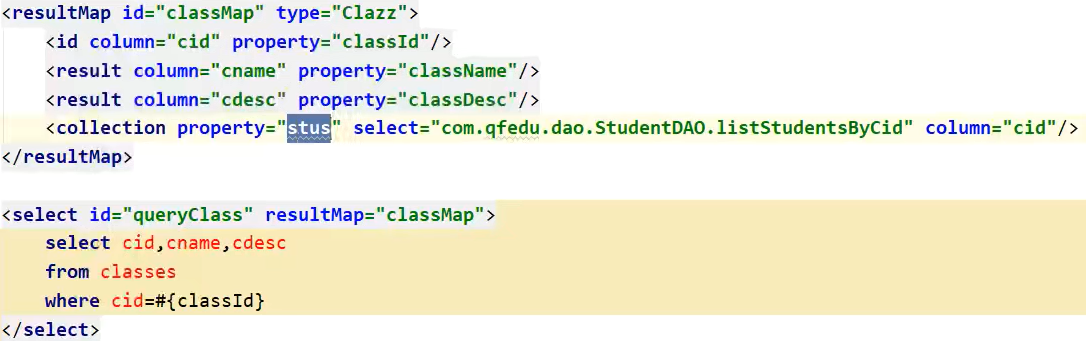 <resultMap id="classMap" type="Clazz">
    <id column="cid" property="classId"/>
    <result column="cname" property="className"/>
    <result column="cdesc" property="classDesc"/>
    <collection property="stus" select="com.qfedu.dao.StudentDAO.listStudentsByCid" column="cid"/>
</resultMap>
<select id="queryClass" resultMap="classMap">
    select cid,cname,cdesc
    from classes
    where cid=#{classId}
</select>